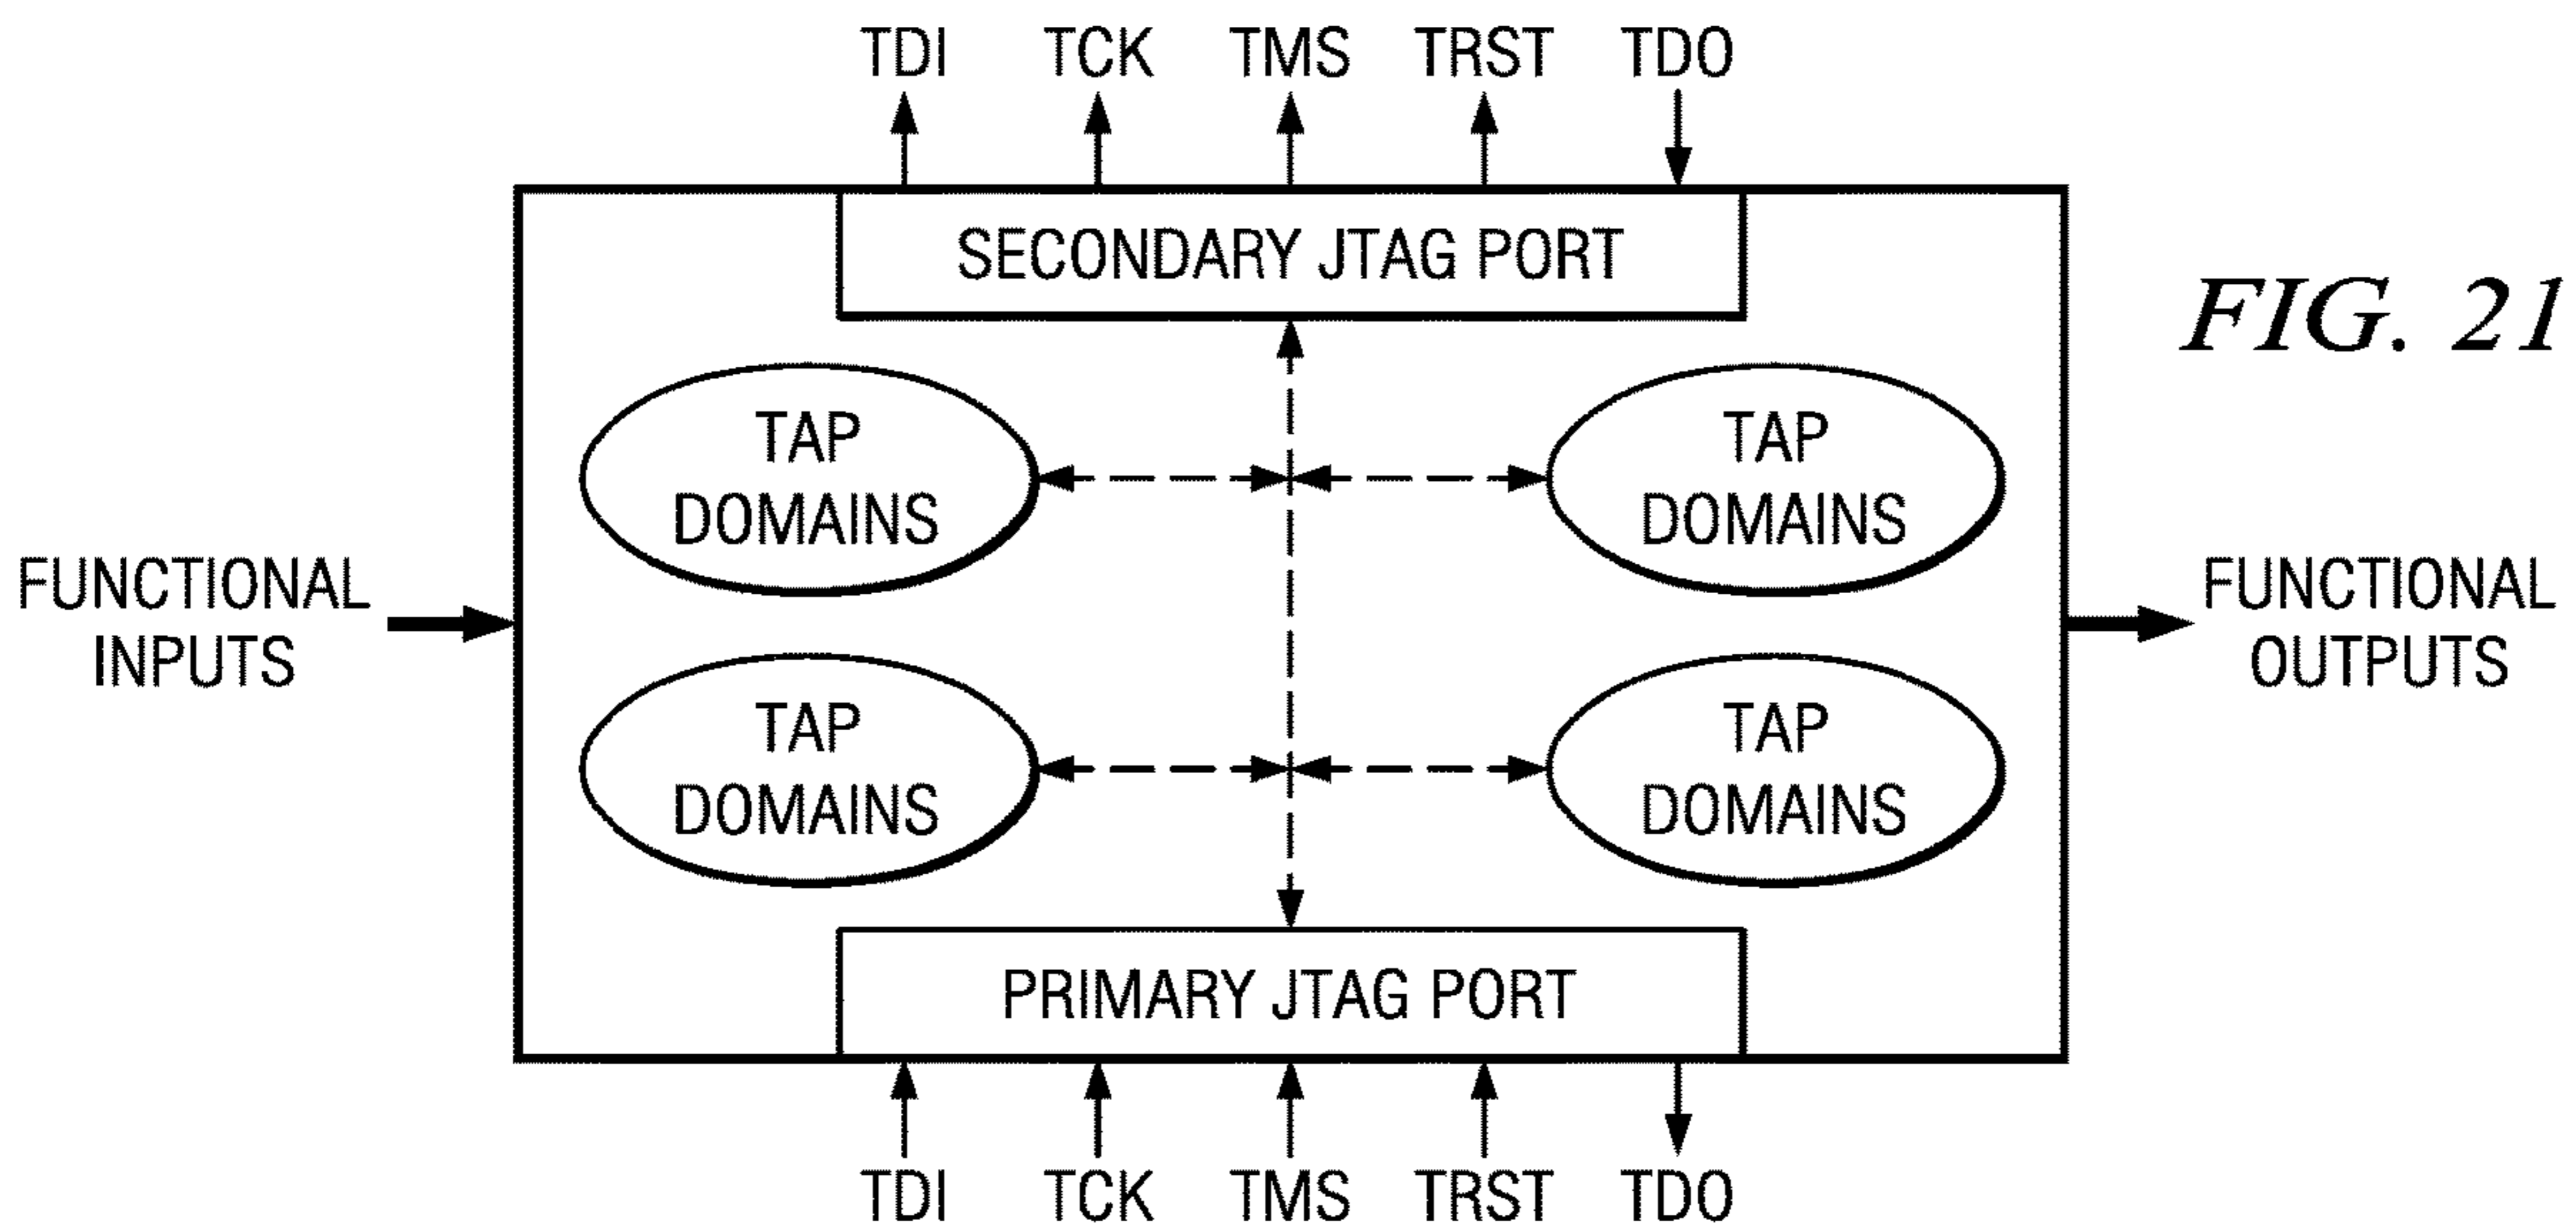 TDI TCK TMS TRST TDO
SECONDARY JTAG PORT
FIG. 21
TAP
DOMAINS
TAP
DOMAINS
FUNCTIONAL
INPUTS
FUNCTIONAL
OUTPUTS
TAP
DOMAINS
TAP
DOMAINS
PRIMARY JTAG PORT
TDI TCK TMS TRST TDO